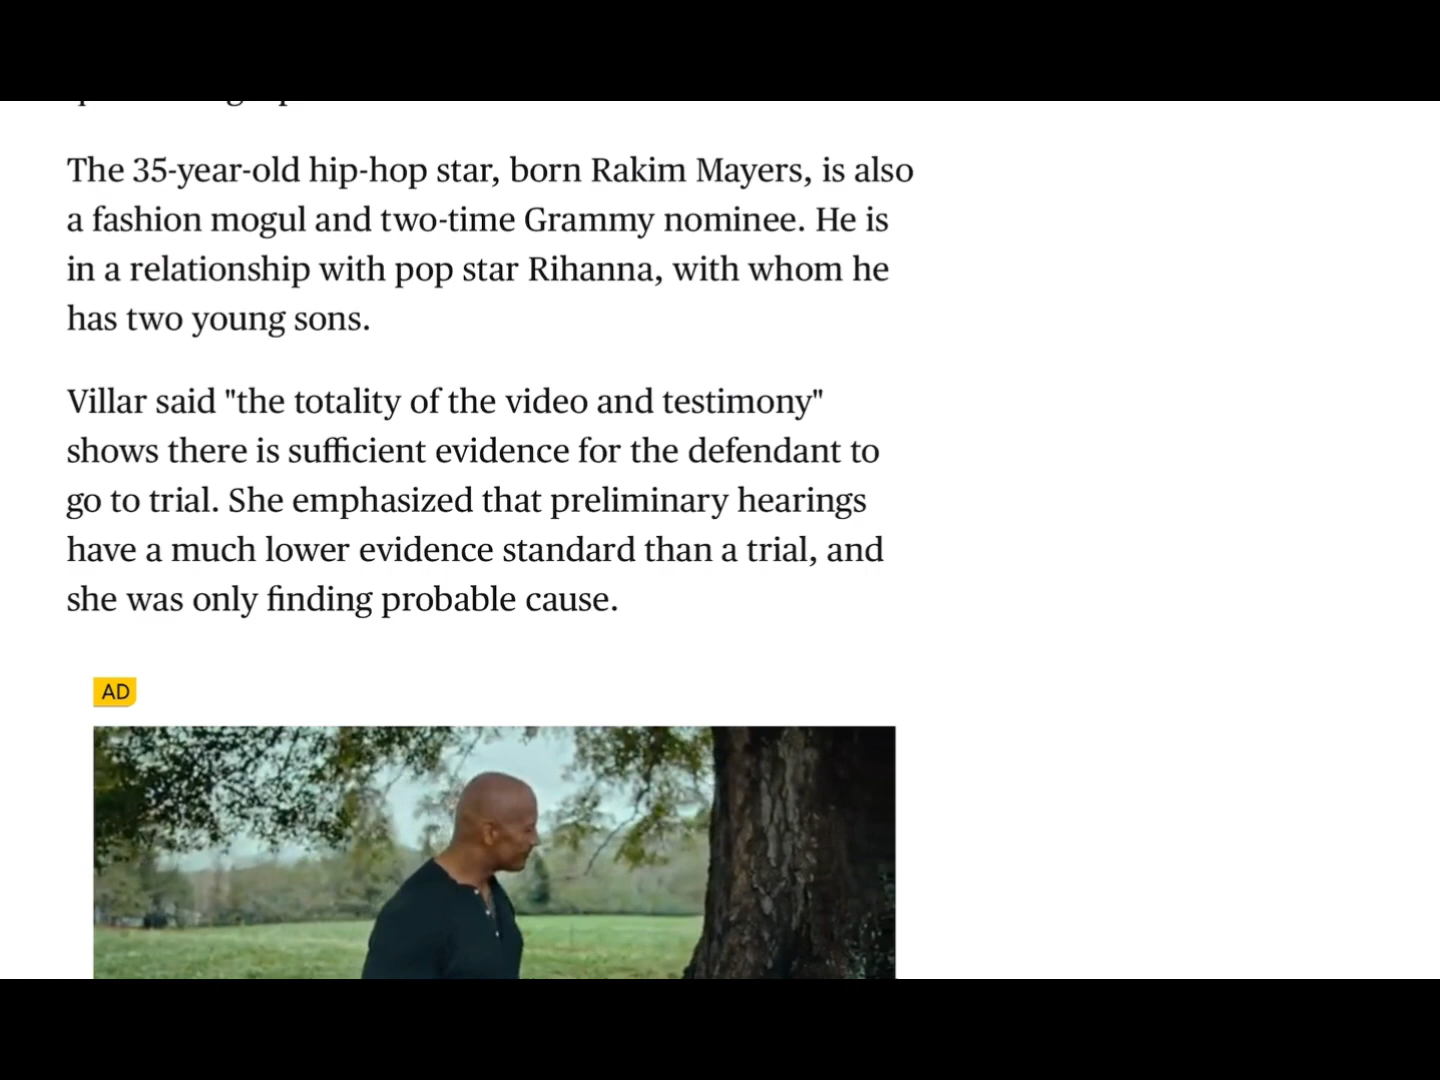 The 35-year-old hip-hop star, born Rakim Mayers, is also
a fashion mogul and two-time Grammy nominee. He is
in a relationship with pop star Rihanna, with whom he
has two young sons.
Villar said "the totality of the video and testimony"
shows there is sufficient evidence for the defendant to
go to trial. She emphasized that preliminary hearings
have a much lower evidence standard than a trial, and
she was only finding probable cause.
AD